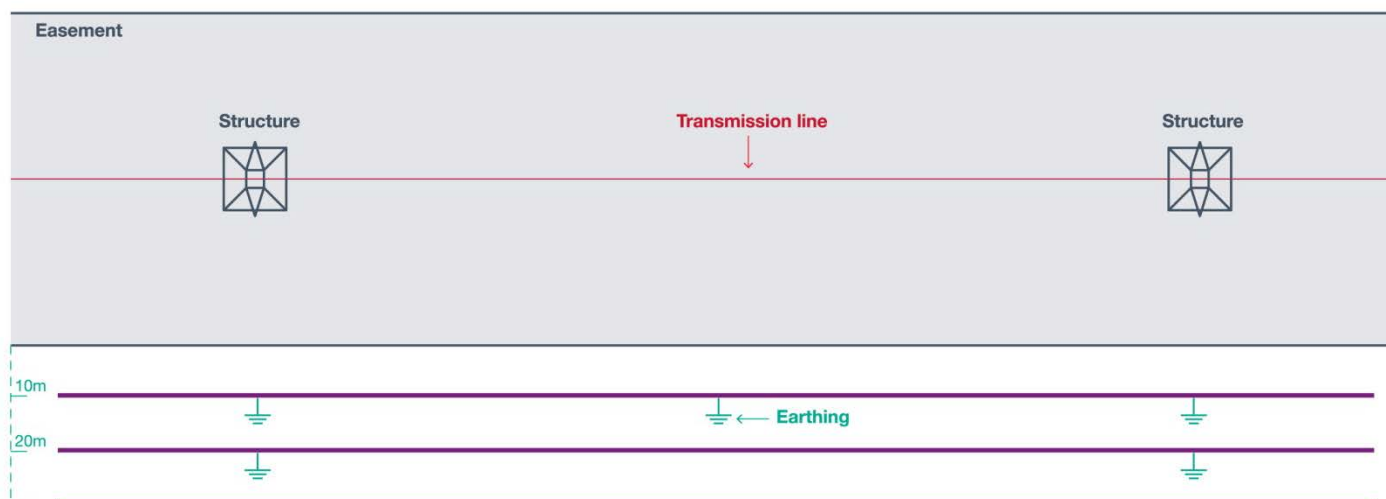 Easement
Structure
Transmission line
Structure
10m
Earthing
20m